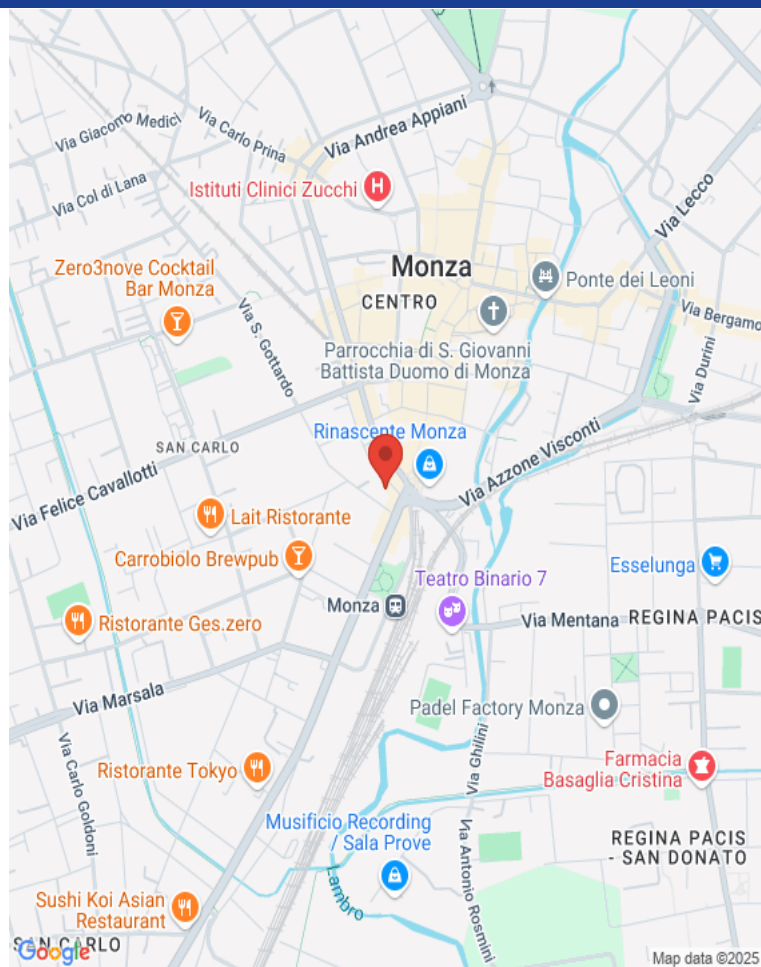 Via Giacomo Medici
Via Carlo Prina
Via Andrea Appiani
Via Col di Lana
Istituti Clinici Zucchi
H
Via Lecco
Zero3nove Cocktail
Bar Monza
Monza
CENTRO
Ponte dei Leoni
Via Bergamo
Via S. Gottardo
Parrocchia di S. Giovanni
Battista Duomo di Monza
Via Durini
SAN CARLO
Rinascente Monza
Via Azzone Visconti
Via Felice Cavallotti
Lait Ristorante
Carrobiolo Brewpub
Esselunga
Teatro Binario 7
Monza
Ristorante Ges.zero
Via Mentana
REGINA PACIS
Via Marsala
Padel Factory Monza
Via Ghilini
Via Carlo Goldoni
Ristorante Tokyo
Farmacia
Basaglia Cristina
Musificio Recording
/ Sala Prove
Via Antonio Rosmini
REGINA PACIS
- SAN DONATO
Lambro
Sushi Koi Asian
Restaurant
SAN CARLO
Google
Map data ©2025